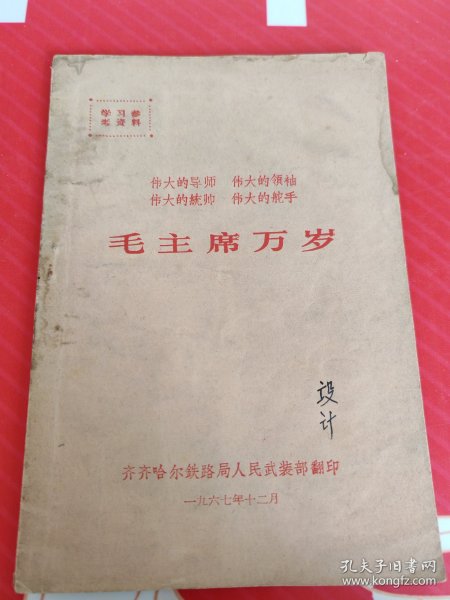 学习参
考资料
伟大的导师 伟大的領袖
伟大的統帅 伟大的舵手
毛主席万岁
设计
齐齐哈尔鉄路局人民武装部翻印
一九六七年十二月
孔夫子旧书网
www.kongfz.com